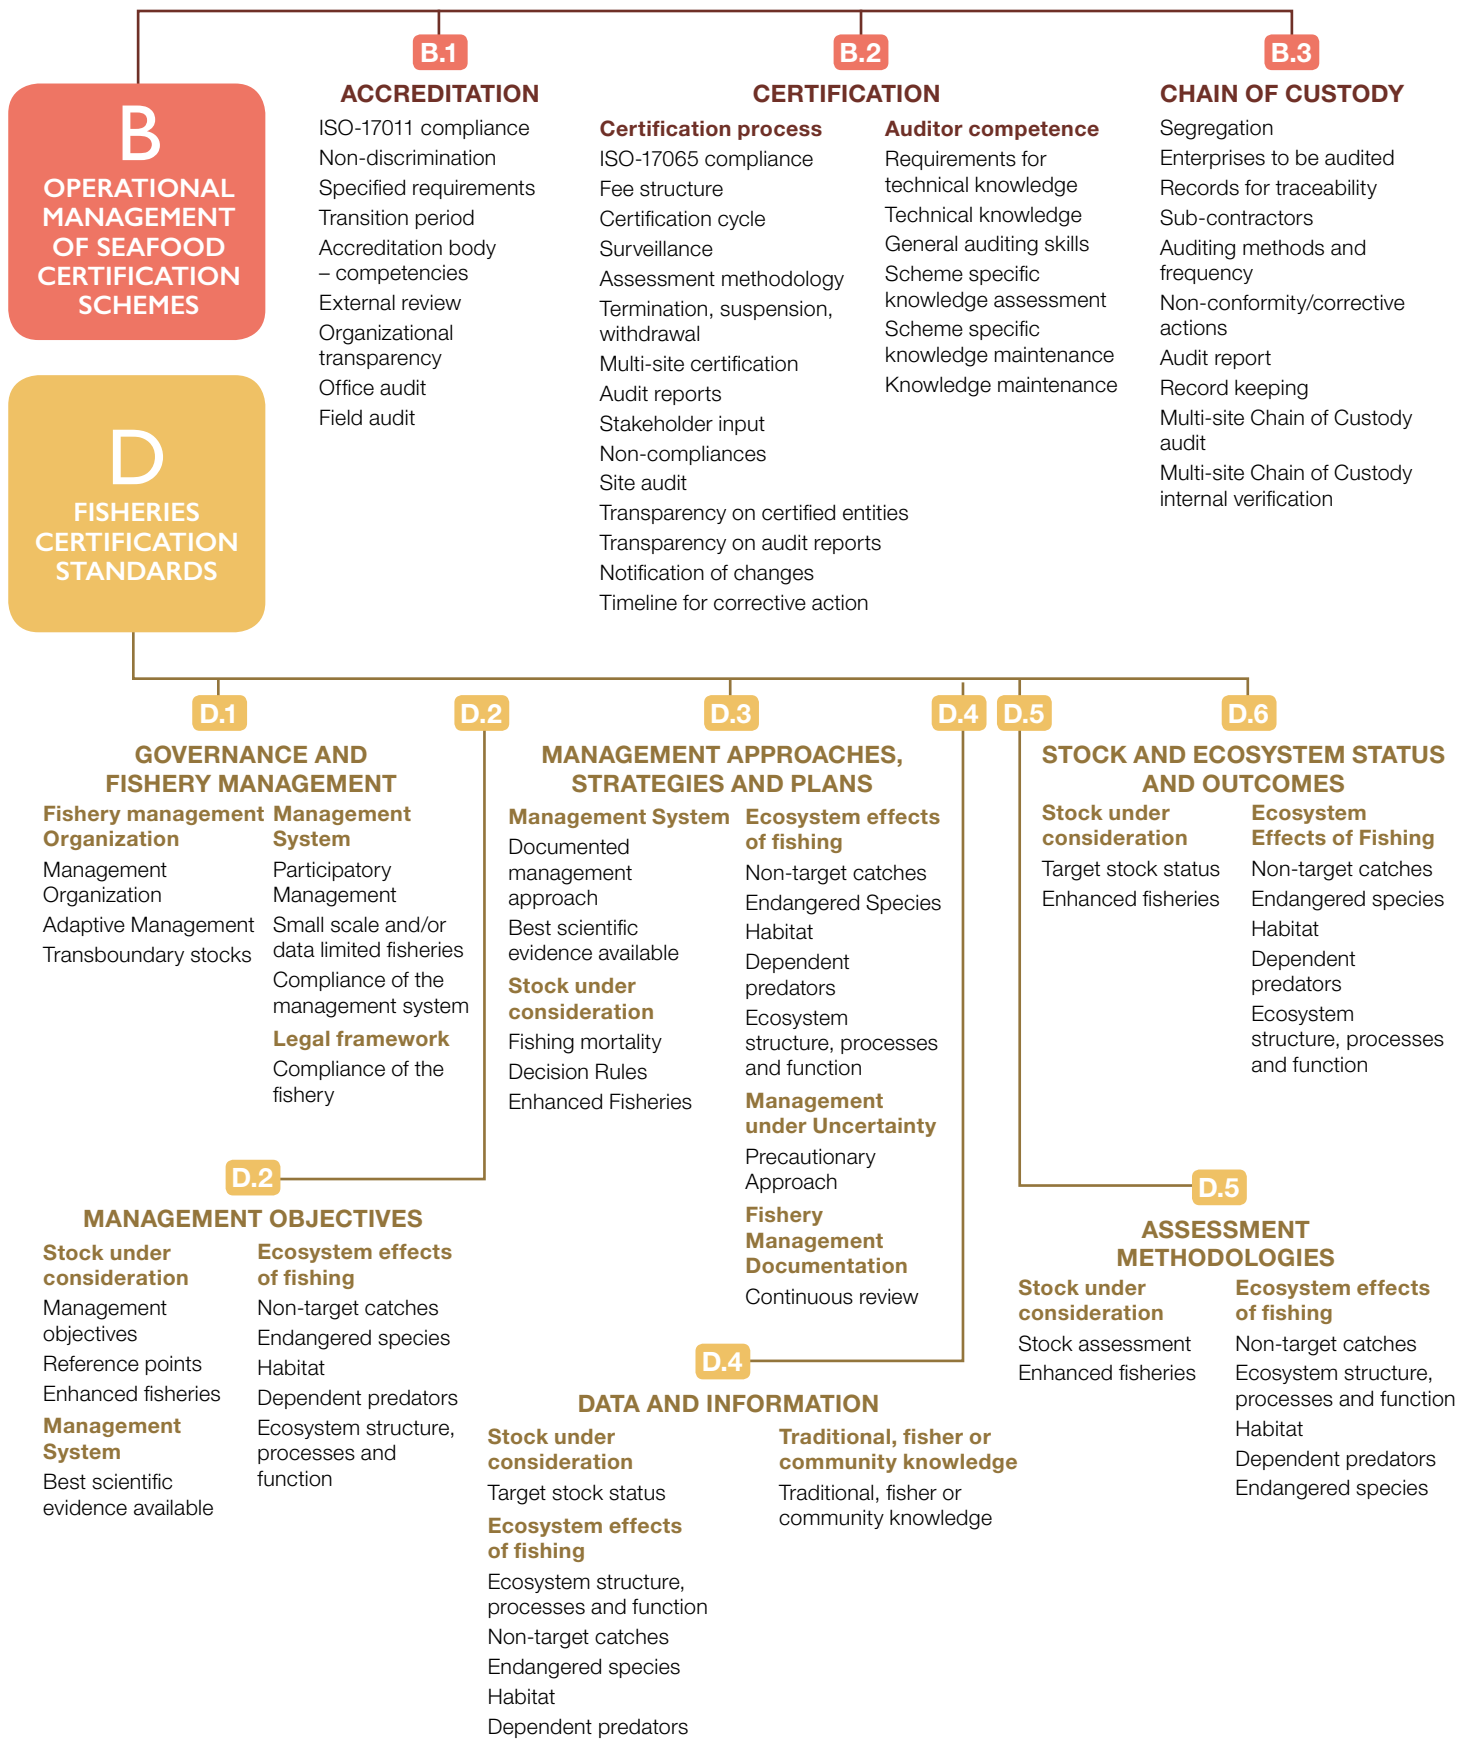 B
OPERATIONAL
MANAGEMENT
OF SEAFOOD
CERTIFICATION
SCHEMES
B.1
ACCREDITATION
ISO-17011 compliance
Non-discrimination
Specified requirements
Transition period
Accreditation body
– competencies
External review
Organizational
transparency
Office audit
Field audit
B.2
CERTIFICATION
Certification process
ISO-17065 compliance
Fee structure
Certification cycle
Surveillance
Assessment methodology
Termination, suspension,
withdrawal
Multi-site certification
Audit reports
Stakeholder input
Non-compliances
Site audit
Transparency on certified entities
Transparency on audit reports
Notification of changes
Timeline for corrective action
Auditor competence
Requirements for
technical knowledge
Technical knowledge
General auditing skills
Scheme specific
knowledge assessment
Scheme specific
knowledge maintenance
Knowledge maintenance
B.3
CHAIN OF CUSTODY
Segregation
Enterprises to be audited
Records for traceability
Sub-contractors
Auditing methods and
frequency
Non-conformity/corrective
actions
Audit report
Record keeping
Multi-site Chain of Custody
audit
Multi-site Chain of Custody
internal verification
D
FISHERIES
CERTIFICATION
STANDARDS
D.1
GOVERNANCE AND
FISHERY MANAGEMENT
Fishery management
Organization
Management
Organization
Adaptive Management
Transboundary stocks
Management
System
Participatory
Management
Small scale and/or
data limited fisheries
Compliance of the
management system
Legal framework
Compliance of the
fishery
D.2
D.3
MANAGEMENT APPROACHES,
STRATEGIES AND PLANS
Management System
Documented
management
approach
Best scientific
evidence available
Stock under
consideration
Fishing mortality
Decision Rules
Enhanced Fisheries
Ecosystem effects
of fishing
Non-target catches
Endangered Species
Habitat
Dependent
predators
Ecosystem
structure, processes
and function
Management
under Uncertainty
Precautionary
Approach
Fishery
Management
Documentation
Continuous review
D.4
D.5
D.6
STOCK AND ECOSYSTEM STATUS
AND OUTCOMES
Stock under
consideration
Target stock status
Enhanced fisheries
Ecosystem
Effects of Fishing
Non-target catches
Endangered species
Habitat
Dependent
predators
Ecosystem
structure, processes
and function
D.2
MANAGEMENT OBJECTIVES
Stock under
consideration
Management
objectives
Reference points
Enhanced fisheries
Management
System
Best scientific
evidence available
Ecosystem effects
of fishing
Non-target catches
Endangered species
Habitat
Dependent predators
Ecosystem structure,
processes and
function
D.4
DATA AND INFORMATION
Stock under
consideration
Target stock status
Ecosystem effects
of fishing
Ecosystem structure,
processes and function
Non-target catches
Endangered species
Habitat
Dependent predators
Traditional, fisher or
community knowledge
Traditional, fisher or
community knowledge
D.5
ASSESSMENT
METHODOLOGIES
Stock under
consideration
Stock assessment
Enhanced fisheries
Ecosystem effects
of fishing
Non-target catches
Ecosystem structure,
processes and function
Habitat
Dependent predators
Endangered species